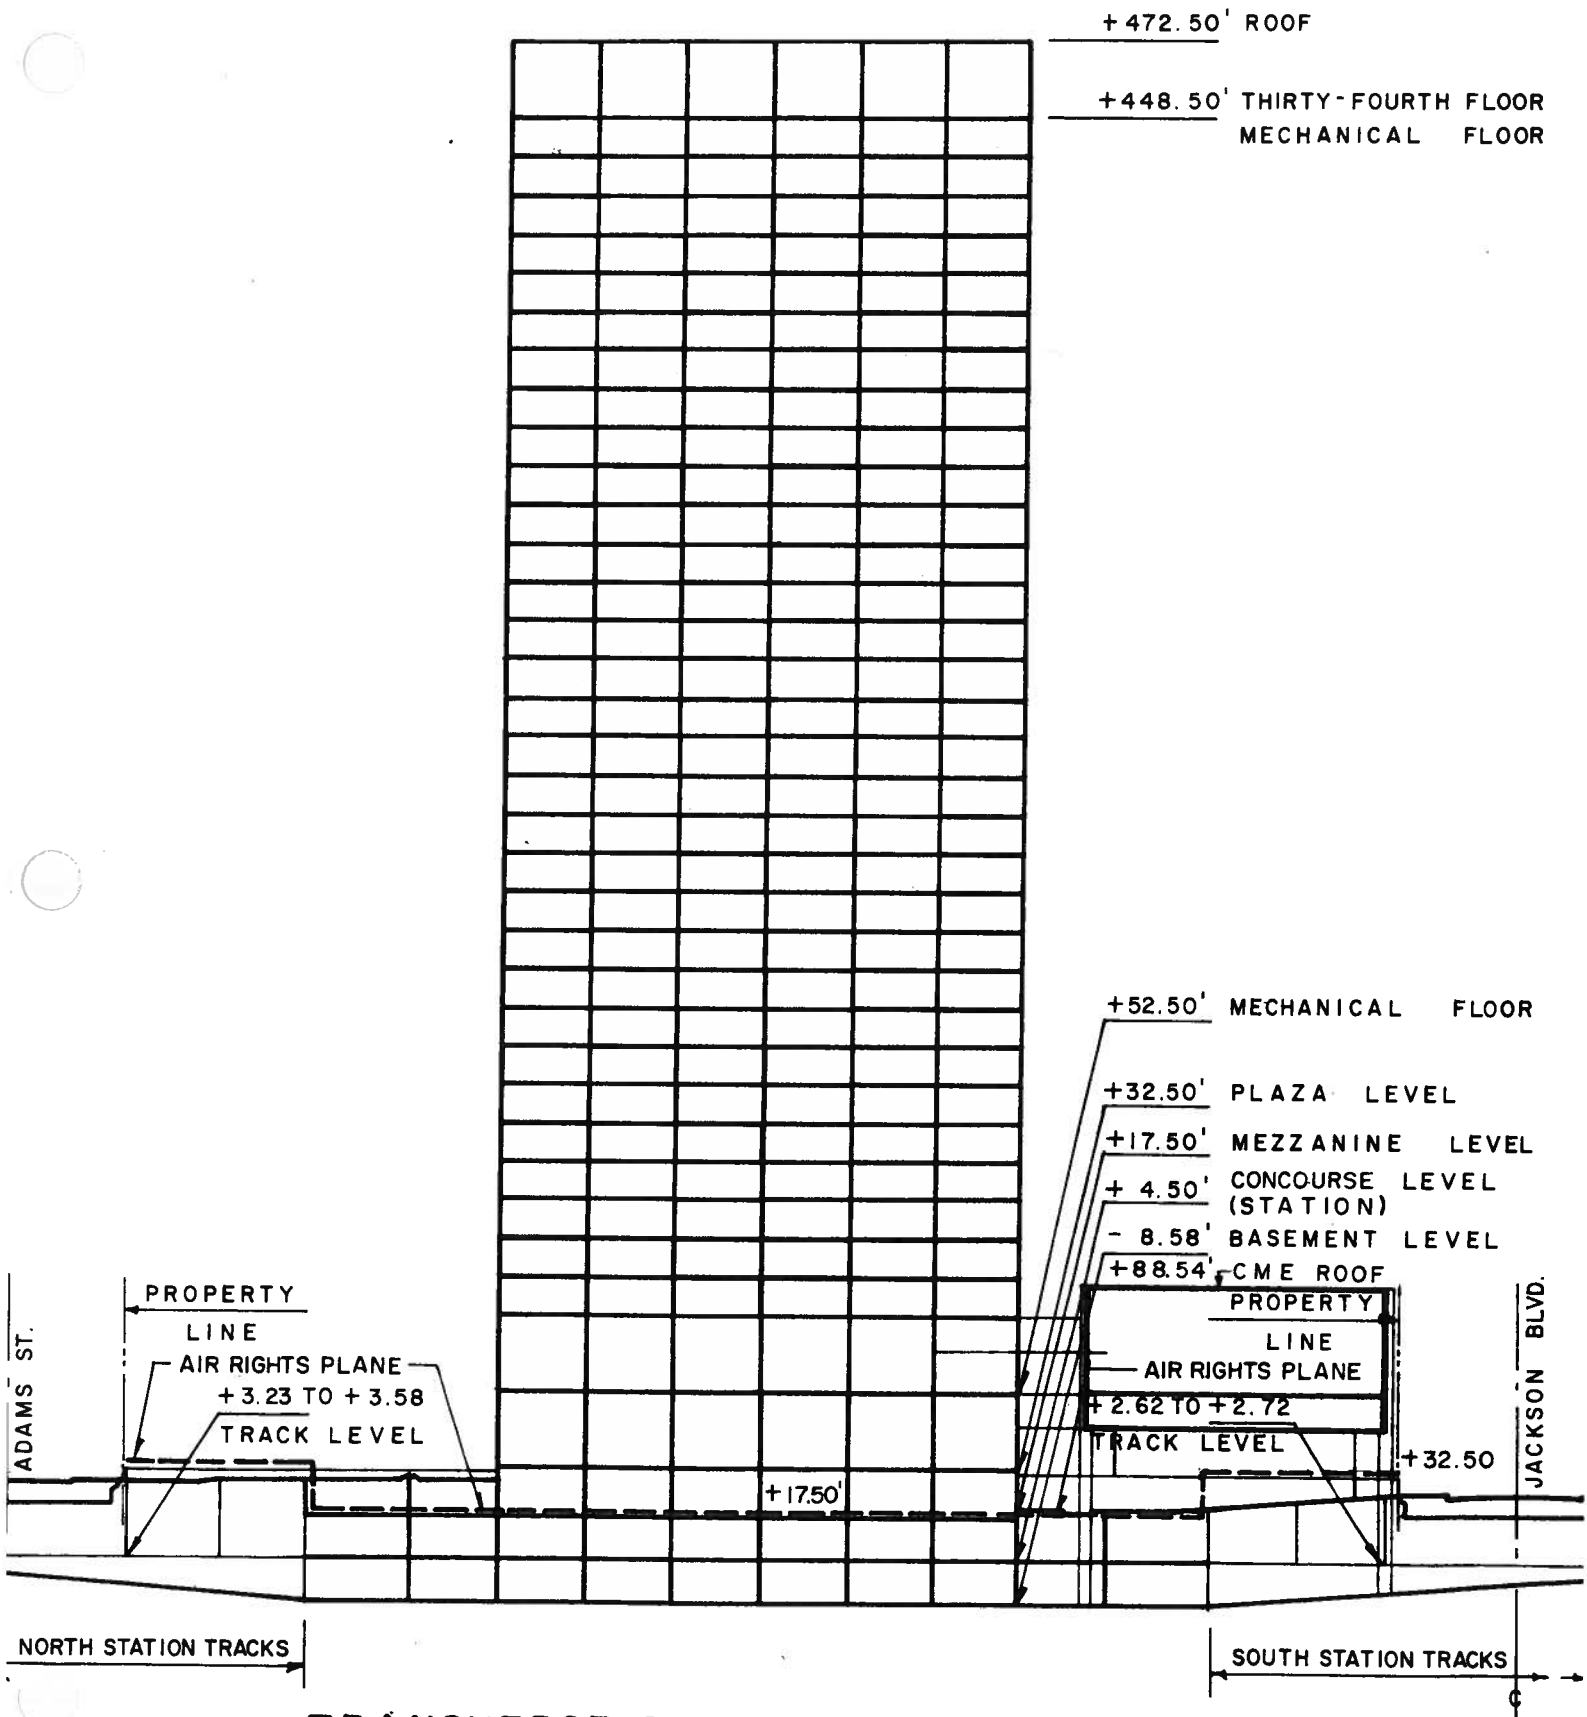 +472.50' ROOF
+448.50' THIRTY-FOURTH FLOOR
MECHANICAL FLOOR
+52.50' MECHANICAL FLOOR
+32.50' PLAZA LEVEL
+17.50' MEZZANINE LEVEL
+ 4.50' CONCOURSE LEVEL
(STATION)
- 8.58' BASEMENT LEVEL
+88.54' CME ROOF
PROPERTY
LINE
AIR RIGHTS PLANE
+2.62 TO +2.72
TRACK LEVEL
+32.50
JACKSON BLVD.
ADAMS ST.
PROPERTY
LINE
AIR RIGHTS PLANE
+3.23 TO +3.58
TRACK LEVEL
+17.50'
NORTH STATION TRACKS
SOUTH STATION TRACKS